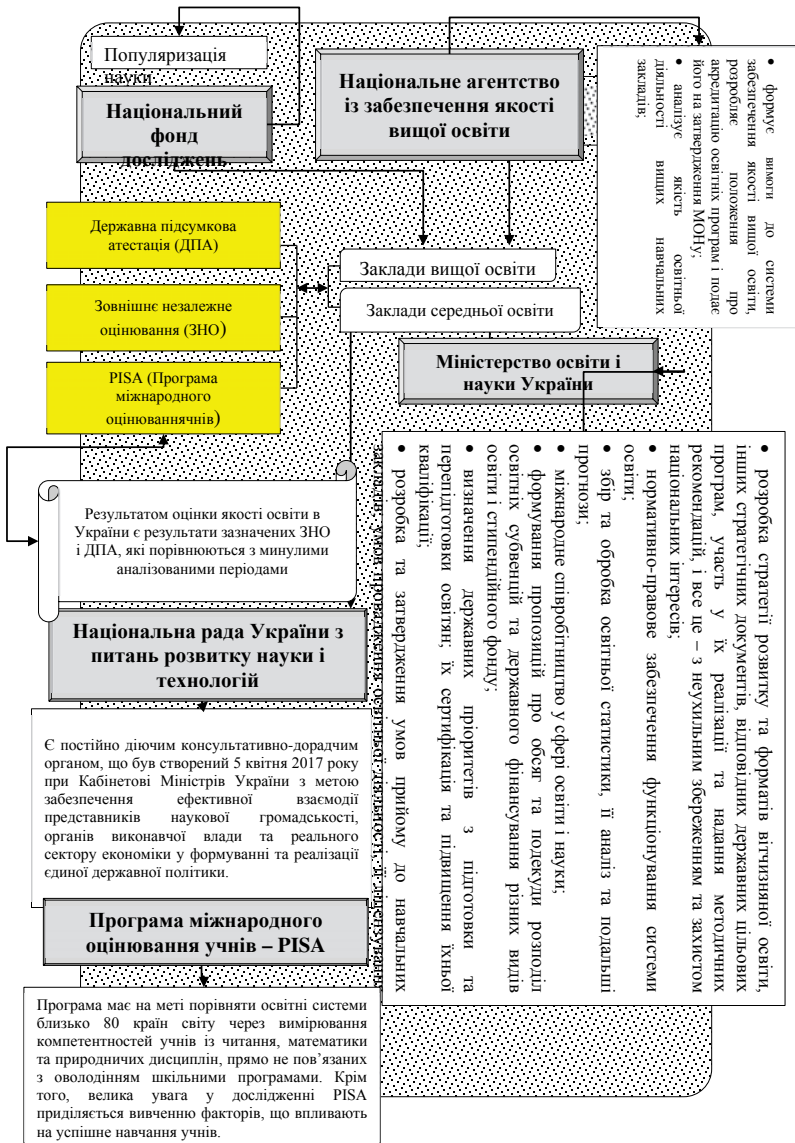 Популяризація
науки
Національний
фонд
досліджень
Національне агентство
із забезпечення якості
вищої освіти
• формує вимоги до системи
забезпечення якості вищої освіти,
розробляє положення про
акредитацію освітніх програм і подає
його на затвердження МОНу;
• аналізує якість освітньої
діяльності вищих навчальних
закладів;
Державна підсумкова
атестація (ДПА)
Зовнішнє незалежне
оцінювання (ЗНО)
PISA (Програма
міжнародного
оцінюваннячнів)
Заклади вищої освіти
Заклади середньої освіти
Міністерство освіти і
науки України
• розробка стратегії розвитку та форматів вітчизняної освіти,
інших стратегічних документів, відповідних державних цільових
програм, участь у їх реалізації та надання методичних
рекомендацій, і все це – з неухильним збереженням та захистом
національних інтересів;
• нормативно-правове забезпечення функціонування системи
освіти;
• збір та обробка освітньої статистики, її аналіз та подальші
прогнози;
• міжнародне співробітництво у сфері освіти і науки;
• формування пропозицій про обсяг та подекуди розподіл
освітніх субвенцій та державного фінансування різних видів
освіти і стипендійного фонду;
• визначення державних пріоритетів з підготовки та
перепідготовки освітян; їх сертифікація та підвищення їхньої
кваліфікації;
• розробка та затвердження умов прийому до навчальних
Результатом оцінки якості освіти в
Україні є результати зазначених ЗНО
і ДПА, які порівнюються з минулими
аналізованими періодами
Національна рада України з
питань розвитку науки і
технологій
Є постійно діючим консультативно-дорадчим
органом, що був створений 5 квітня 2017 року
при Кабінетові Міністрів України з метою
забезпечення ефективної взаємодії
представників наукової громадськості,
органів виконавчої влади та реального
сектору економіки у формуванні та реалізації
єдиної державної політики.
Програма міжнародного
оцінювання учнів – PISA
Програма має на меті порівняти освітні системи
близько 80 країн світу через вимірювання
компетентностей учнів із читання, математики
та природничих дисциплін, прямо не пов’язаних
з оволодінням шкільними програмами. Крім
того, велика увага у дослідженні PISA
приділяється вивченню факторів, що впливають
на успішне навчання учнів.